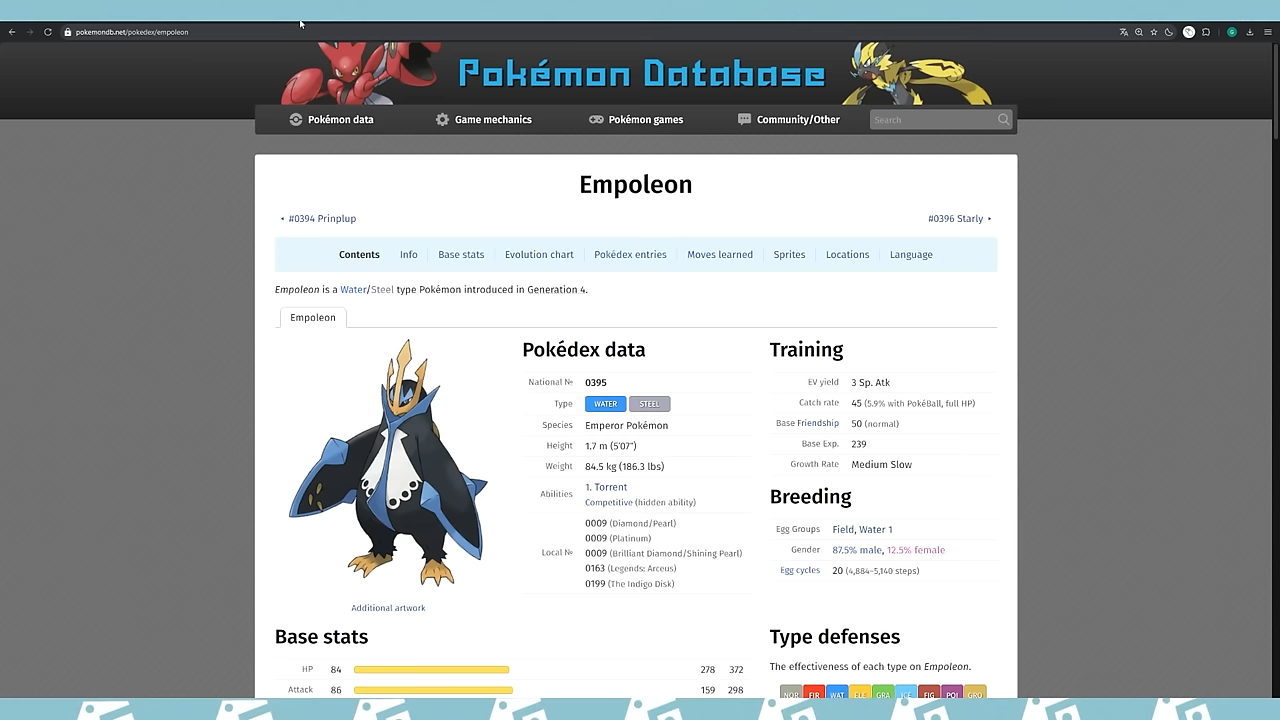 pokemondb.net/pokedex/empoleon
Pokémon Database
Pokémon data Game mechanics Pokémon games Community/Other Search
Empoleon
#0394 Prinplup #0396 Starly
Contents Info Base stats Evolution chart Pokédex entries Moves learned Sprites Locations Language
Empoleon is a Water/Steel type Pokémon introduced in Generation 4.
Empoleon
Additional artwork
Pokédex data
National № 0395
Type WATER STEEL
Species Emperor Pokémon
Height 1.7 m (5′07″)
Weight 84.5 kg (186.3 lbs)
Abilities 1. Torrent
Competitive (hidden ability)
Local № 0009 (Diamond/Pearl)
0009 (Platinum)
0009 (Brilliant Diamond/Shining Pearl)
0163 (Legends: Arceus)
0199 (The Indigo Disk)
Training
EV yield 3 Sp. Atk
Catch rate 45 (5.9% with PokéBall, full HP)
Base Friendship 50 (normal)
Base Exp. 239
Growth Rate Medium Slow
Breeding
Egg Groups Field, Water 1
Gender 87.5% male, 12.5% female
Egg cycles 20 (4,884–5,140 steps)
Base stats
HP 84 278 372
Attack 86 159 298
Type defenses
The effectiveness of each type on Empoleon.
NOR FIR WAT ELE GRA ICE FIG POI GRO